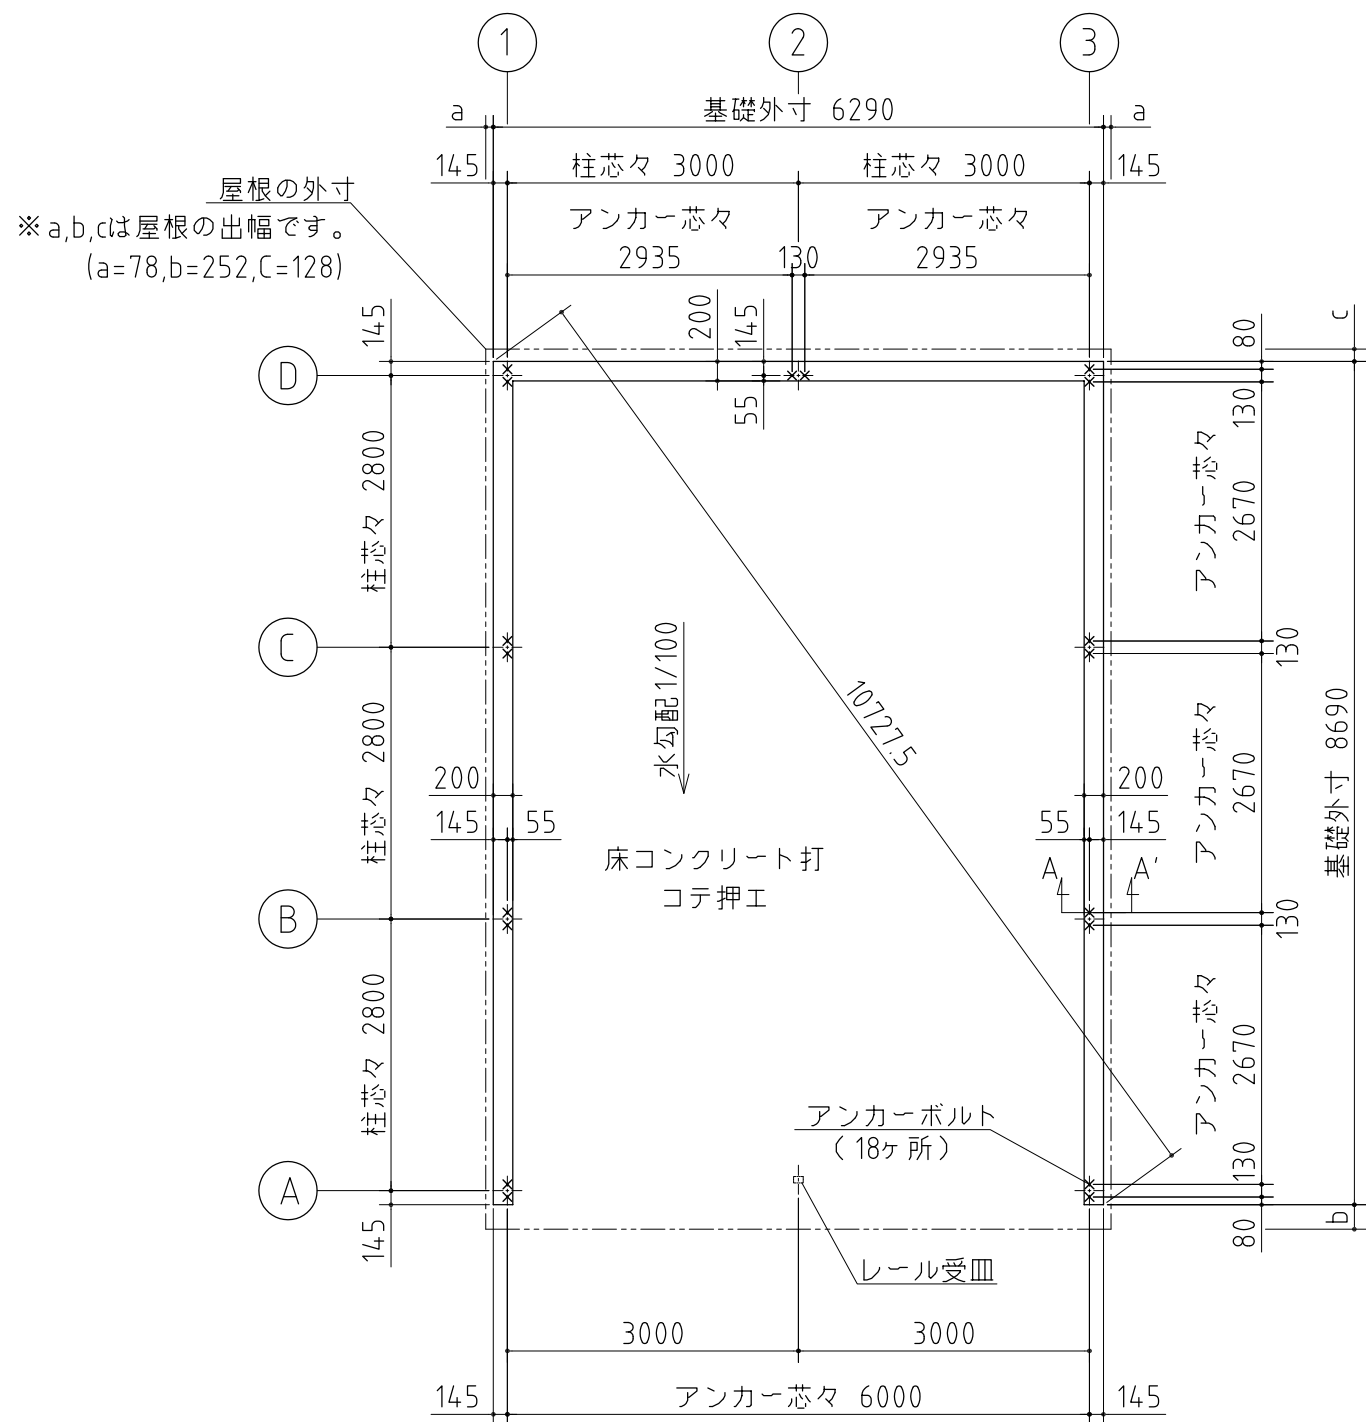 1 2 3
a 基礎外寸 6290 a
145 柱芯々 3000 柱芯々 3000 145
屋根の外寸
※a,b,cは屋根の出幅です。
(a=78,b=252,C=128)
アンカー芯々 アンカー芯々
2935 130 2935
145 200 145 80 c
D
55 130
柱芯々 2800
アンカー芯々
2670
C
130
水勾配1/100
10727.5
柱芯々 2800
アンカー芯々
2670
基礎外寸 8690
200 200
145 55 55 145
床コンクリート打
コテ押エ
A A'
B
130
柱芯々 2800
アンカー芯々
2670
アンカーボルト
(18ヶ所)
130
A
145 80 b
レール受皿
3000 3000
145 アンカー芯々 6000 145